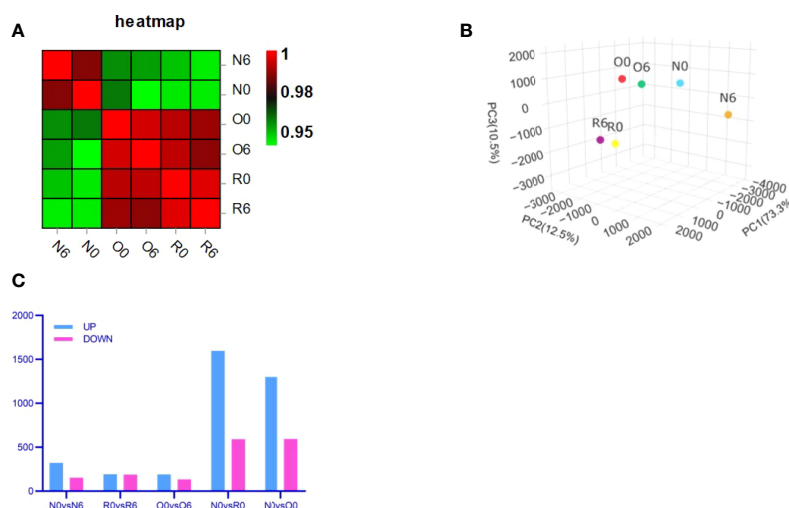 heatmap
A
N6
N0
O0
O6
R0
R6
1
0.98
0.95
N6
N0
O0
O6
R0
R6
B
2000
1000
0
−1000
−2000
−3000
PC3(10.5%)
O0
O6
N0
N6
R6
R0
−3000
−2000
−1000
0
1000
2000
PC2(12.5%)
−4000
−3000
−2000
−1000
0
1000
2000
PC1(73.3%
C
2000
1500
1000
500
0
UP
DOWN
N0vsN6
R0vsR6
O0vsO6
N0vsR0
N0vsO0